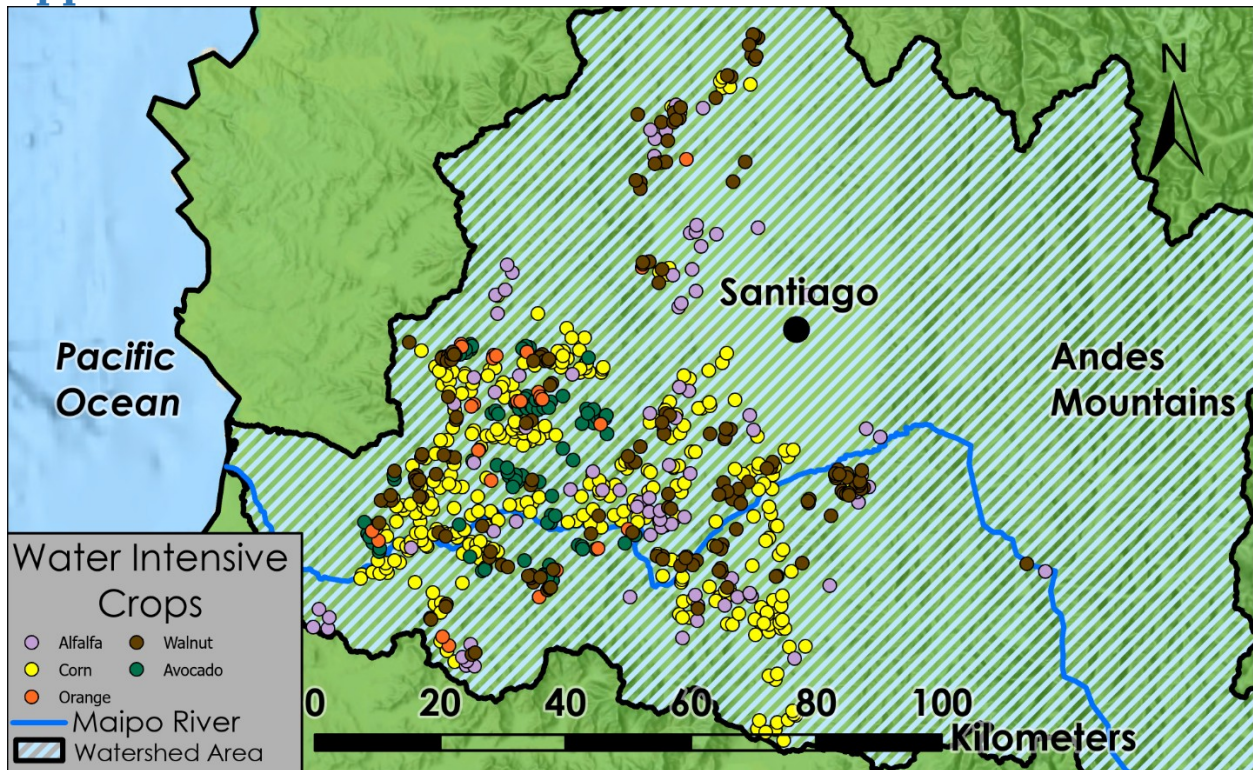 N
Santiago
Pacific
Ocean
Andes
Mountains
Water Intensive
Crops
Alfalfa
Walnut
Corn
Avocado
Orange
Maipo River
Watershed Area
0 20 40 60 80 100
Kilometers